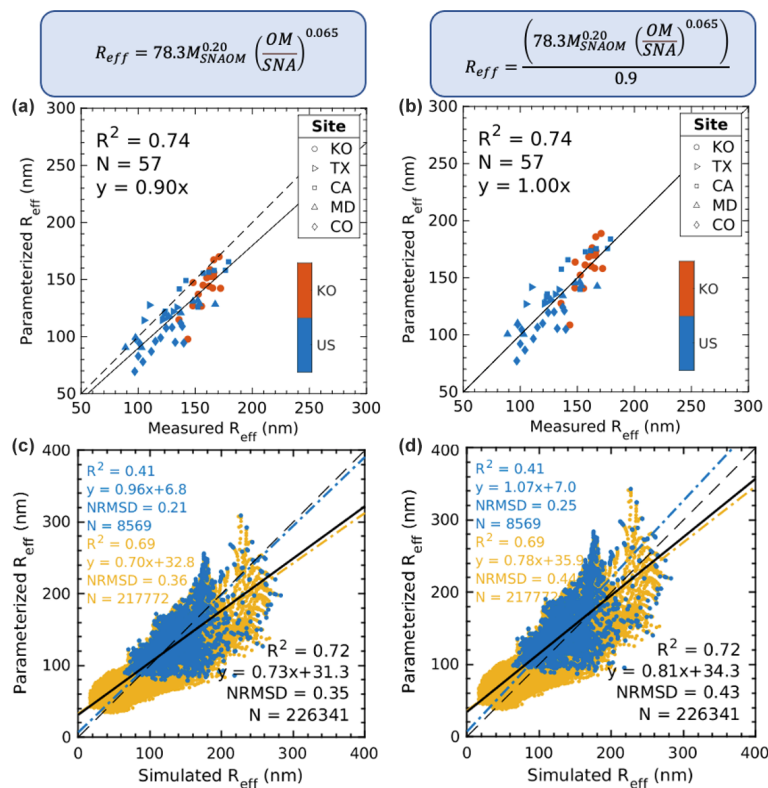 R_eff = 78.3M_SNAOM^0.20 (OM/SNA)^0.065
R_eff = (78.3M_SNAOM^0.20 (OM/SNA)^0.065) / 0.9
(a)
300
250
200
150
100
50
50 100 150 200 250 300
Parameterized R_eff (nm)
Measured R_eff (nm)
R² = 0.74
N = 57
y = 0.90x
Site
KO
TX
CA
MD
CO
KO
US
(b)
300
250
200
150
100
50
50 100 150 200 250 300
Parameterized R_eff (nm)
Measured R_eff (nm)
R² = 0.74
N = 57
y = 1.00x
Site
KO
TX
CA
MD
CO
KO
US
(c)
400
300
200
100
0
0 100 200 300 400
Parameterized R_eff (nm)
Simulated R_eff (nm)
R² = 0.41
y = 0.96x+6.8
NRMSD = 0.21
N = 8569
R² = 0.69
y = 0.70x+32.8
NRMSD = 0.36
N = 217772
R² = 0.72
y = 0.73x+31.3
NRMSD = 0.35
N = 226341
(d)
400
300
200
100
0
0 100 200 300 400
Parameterized R_eff (nm)
Simulated R_eff (nm)
R² = 0.41
y = 1.07x+7.0
NRMSD = 0.25
N = 8569
R² = 0.69
y = 0.78x+35.9
NRMSD = 0.44
N = 217772
R² = 0.72
y = 0.81x+34.3
NRMSD = 0.43
N = 226341